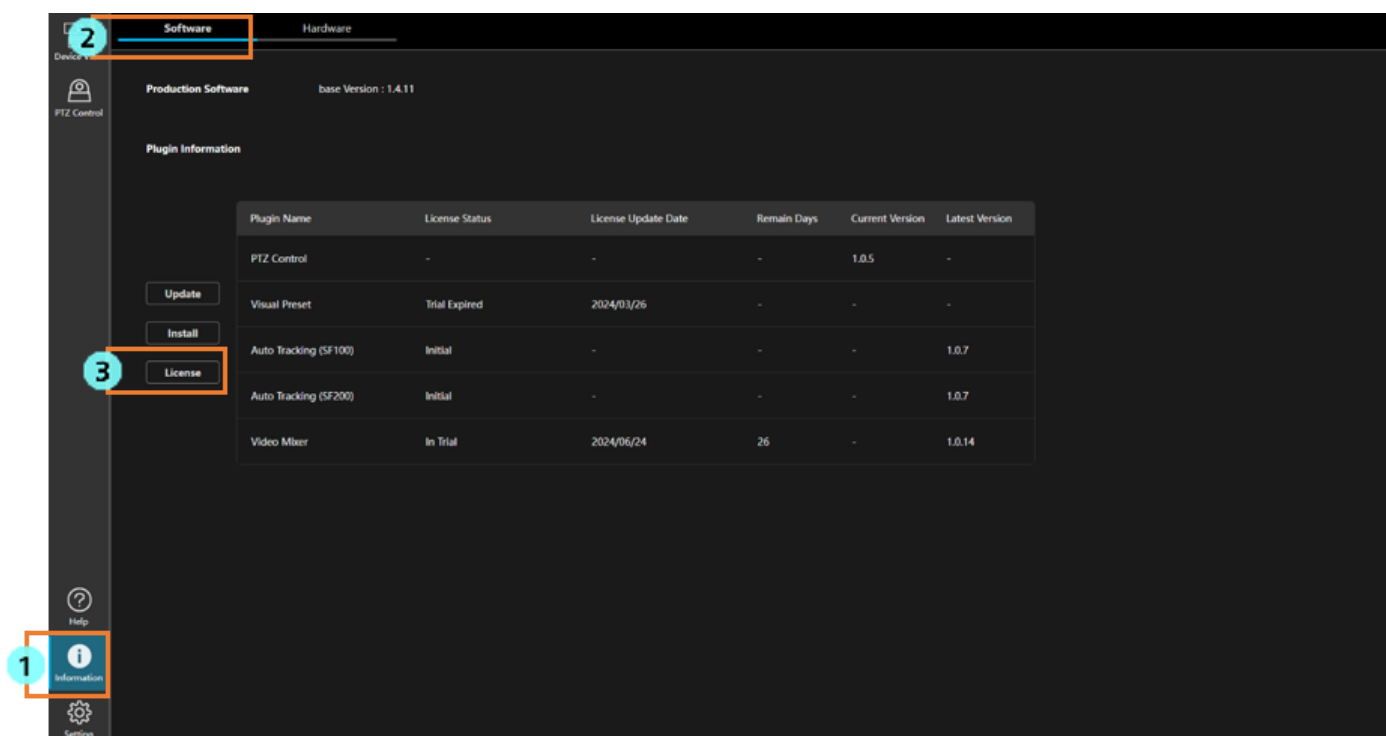 2
Software Hardware
Device
PTZ Control
Production Software base Version : 1.4.11
Plugin Information
Plugin Name License Status License Update Date Remain Days Current Version Latest Version
PTZ Control - - - 1.0.5 -
Update
Visual Preset Trial Expired 2024/03/26 - - -
Install
Auto Tracking (SF100) Initial - - - 1.0.7
3
License
Auto Tracking (SF200) Initial - - - 1.0.7
Video Mixer In Trial 2024/06/24 26 - 1.0.14
Help
1
Information
Setting